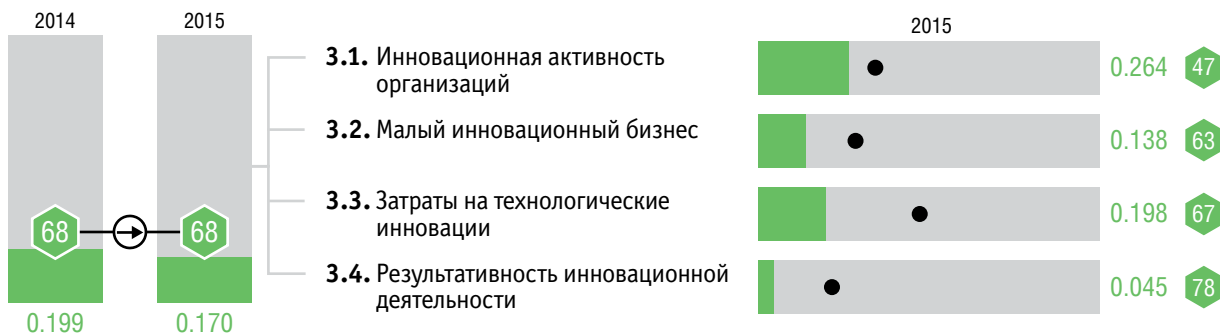 2014
2015
68
68
0.199
0.170
3.1. Инновационная активность
организаций
3.2. Малый инновационный бизнес
3.3. Затраты на технологические
инновации
3.4. Результативность инновационной
деятельности
2015
0.264 47
0.138 63
0.198 67
0.045 78